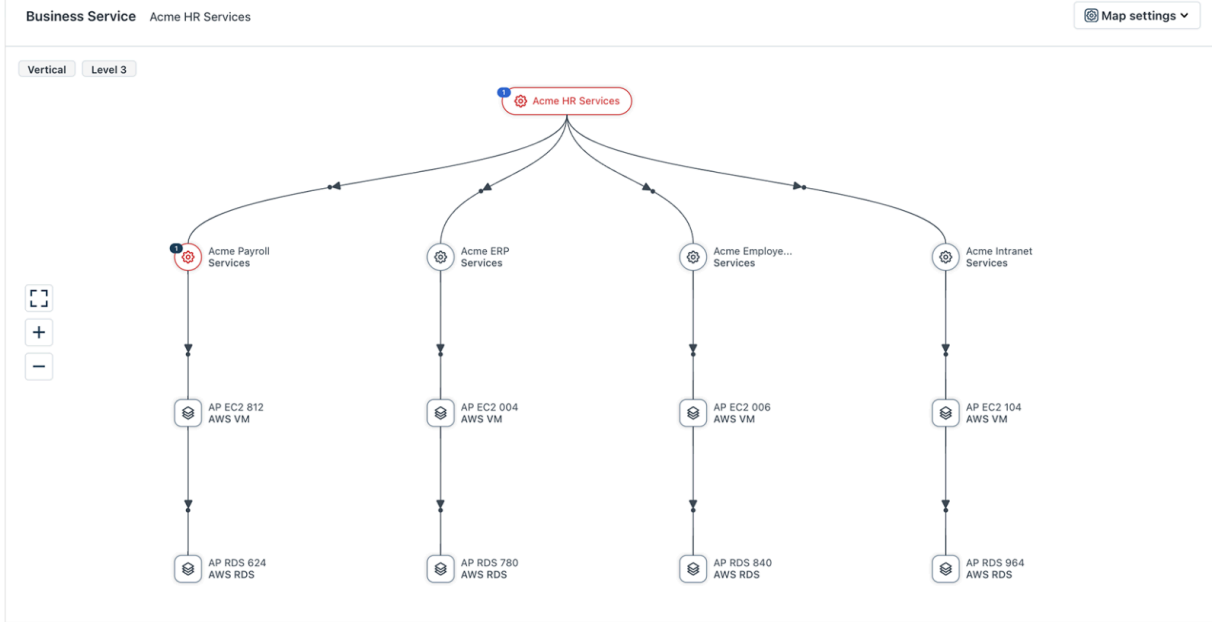 Business Service Acme HR Services
Map settings
Vertical Level 3
1
Acme HR Services
1
Acme Payroll
Services
Acme ERP
Services
Acme Employe...
Services
Acme Intranet
Services
AP EC2 812
AWS VM
AP EC2 004
AWS VM
AP EC2 006
AWS VM
AP EC2 104
AWS VM
AP RDS 624
AWS RDS
AP RDS 780
AWS RDS
AP RDS 840
AWS RDS
AP RDS 964
AWS RDS